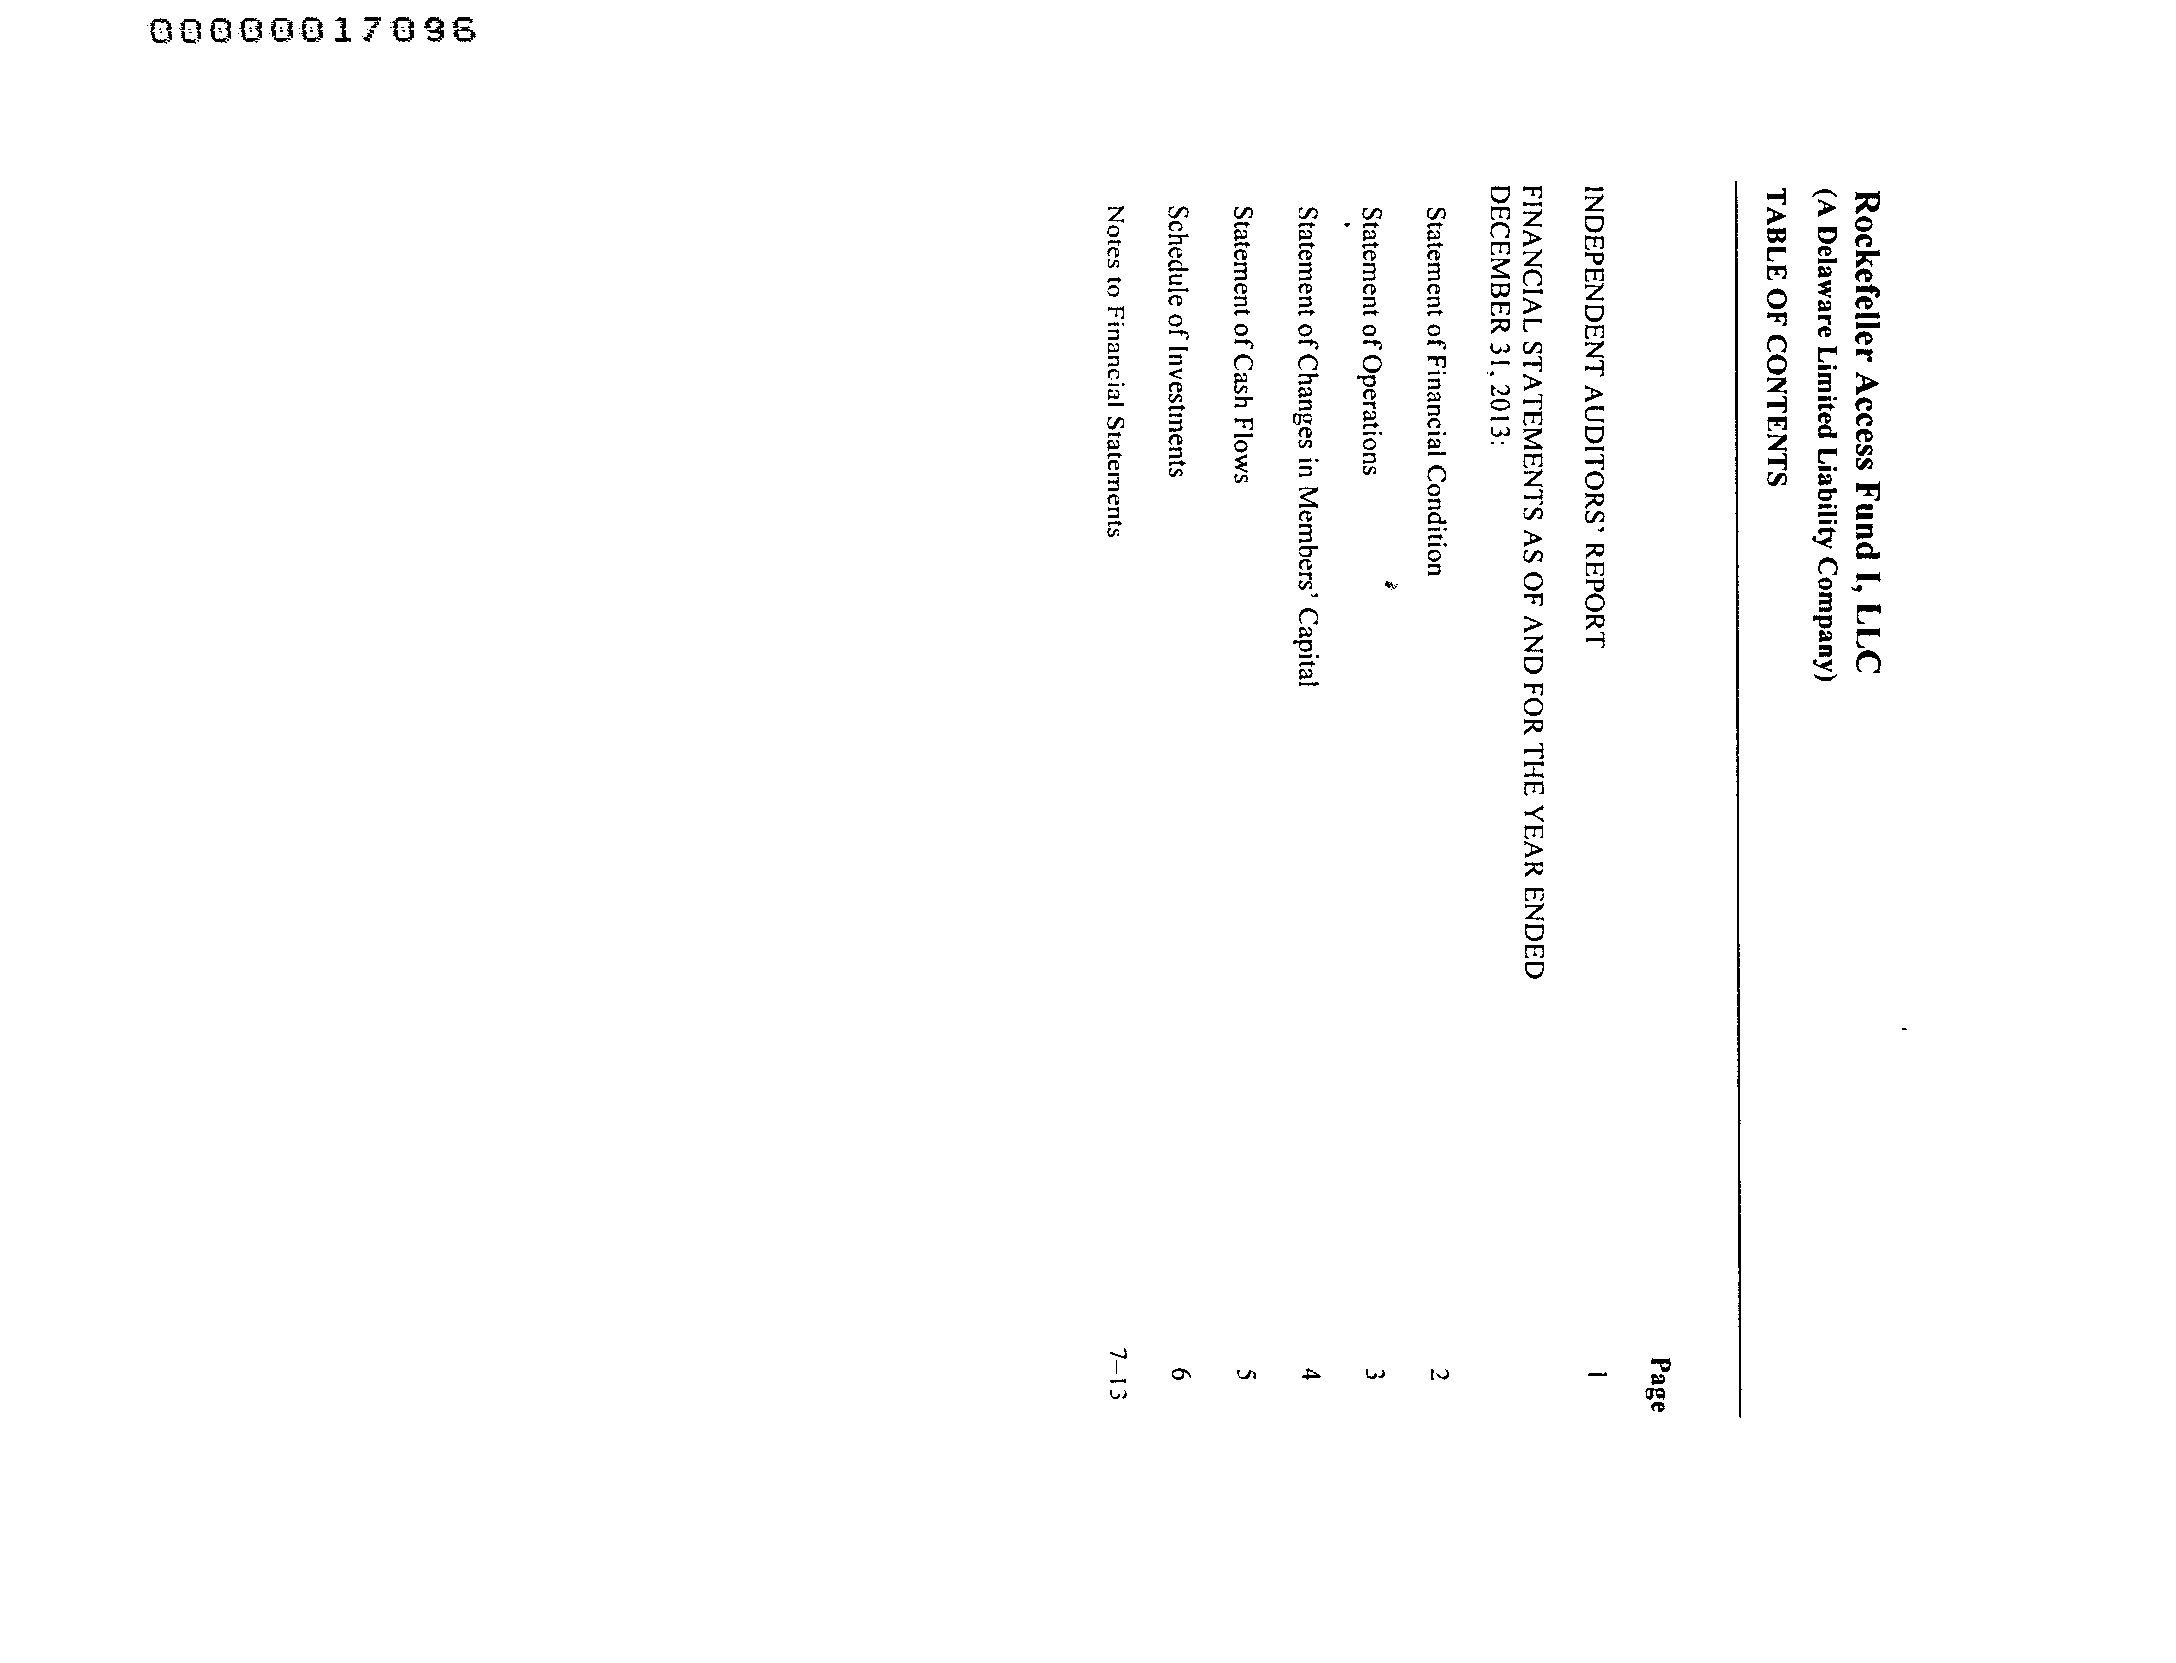 00000017096
Rockefeller Access Fund I, LLC
(A Delaware Limited Liability Company)
TABLE OF CONTENTS
Page
INDEPENDENT AUDITORS' REPORT 1
FINANCIAL STATEMENTS AS OF AND FOR THE YEAR ENDED
DECEMBER 31, 2013:
Statement of Financial Condition 2
Statement of Operations 3
Statement of Changes in Members' Capital 4
Statement of Cash Flows 5
Schedule of Investments 6
Notes to Financial Statements 7–13